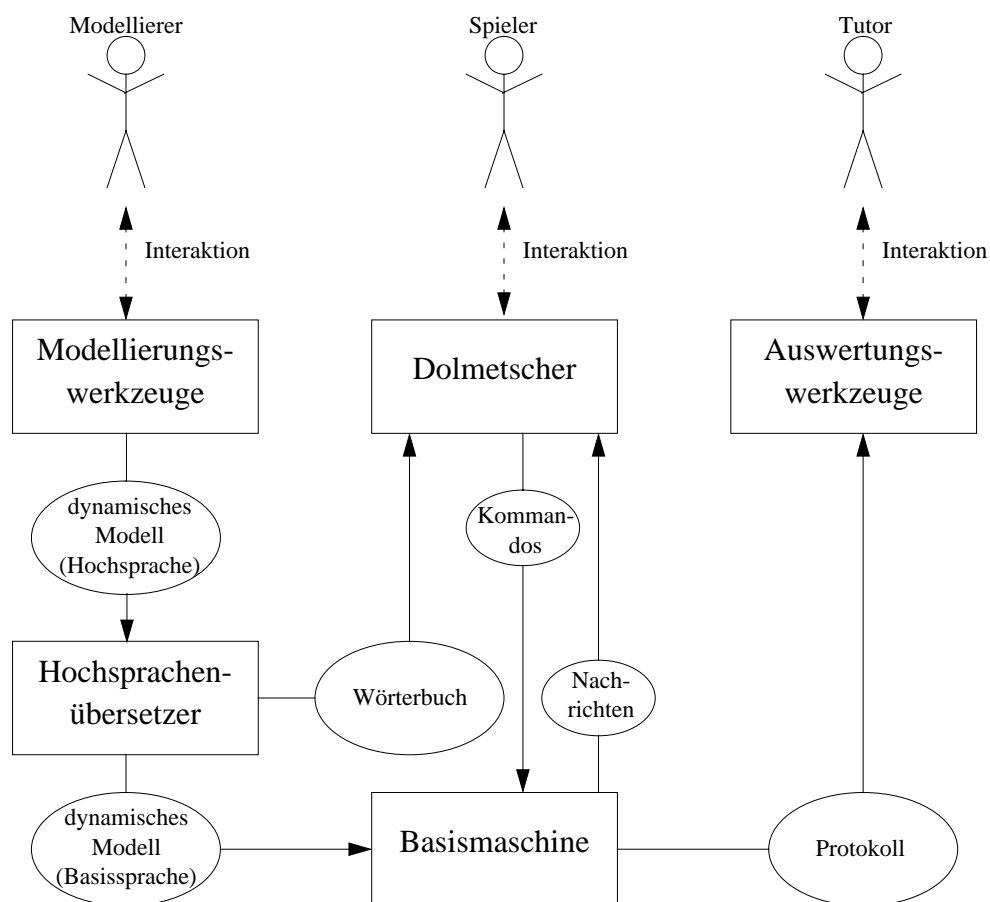 Modellierer
Spieler
Tutor
Interaktion
Interaktion
Interaktion
Modellierungs-
werkzeuge
Dolmetscher
Auswertungs-
werkzeuge
dynamisches
Modell
(Hochsprache)
Komman-
dos
Hochsprachen-
übersetzer
Wörterbuch
Nach-
richten
dynamisches
Modell
(Basissprache)
Basismaschine
Protokoll